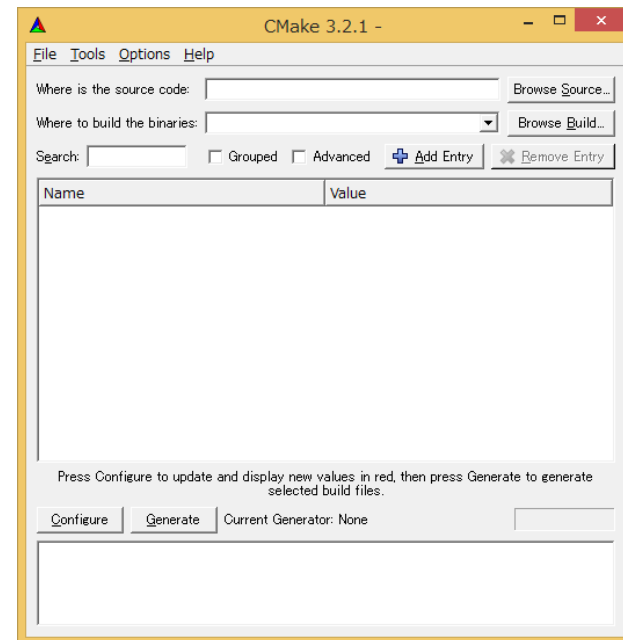 CMake 3.2.1 -
File Tools Options Help
Where is the source code: Browse Source...
Where to build the binaries: Browse Build...
Search: Grouped Advanced Add Entry Remove Entry
Name Value
Press Configure to update and display new values in red, then press Generate to generate
selected build files.
Configure Generate Current Generator: None